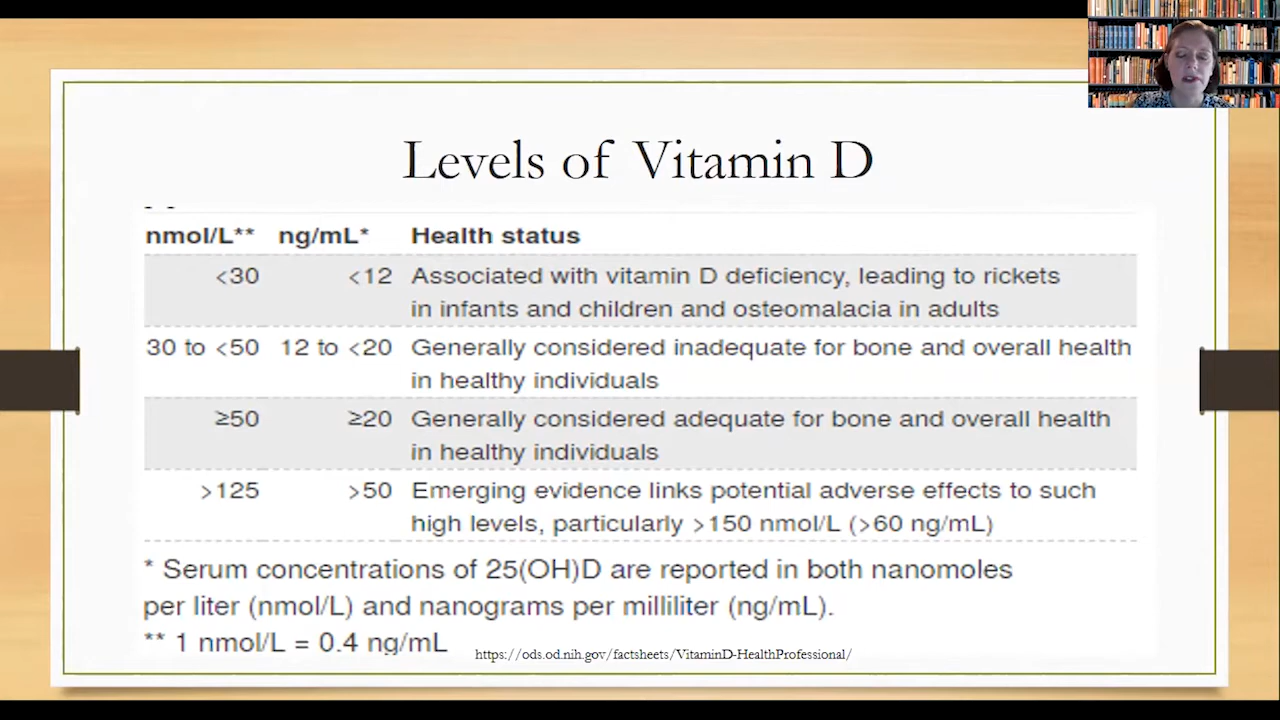 Levels of Vitamin D
nmol/L** ng/mL* Health status
<30 <12 Associated with vitamin D deficiency, leading to rickets
in infants and children and osteomalacia in adults
30 to <50 12 to <20 Generally considered inadequate for bone and overall health
in healthy individuals
≥50 ≥20 Generally considered adequate for bone and overall health
in healthy individuals
>125 >50 Emerging evidence links potential adverse effects to such
high levels, particularly >150 nmol/L (>60 ng/mL)
* Serum concentrations of 25(OH)D are reported in both nanomoles
per liter (nmol/L) and nanograms per milliliter (ng/mL).
** 1 nmol/L = 0.4 ng/mL
https://ods.od.nih.gov/factsheets/VitaminD-HealthProfessional/